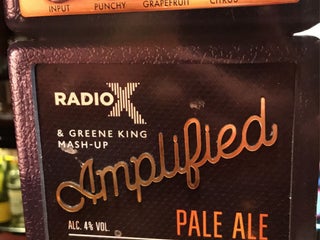 INPUT PUNCHY GRAPEFRUIT CITRUS
RADIO X
& GREENE KING
MASH-UP
Amplified
ALC. 4% VOL.
PALE ALE